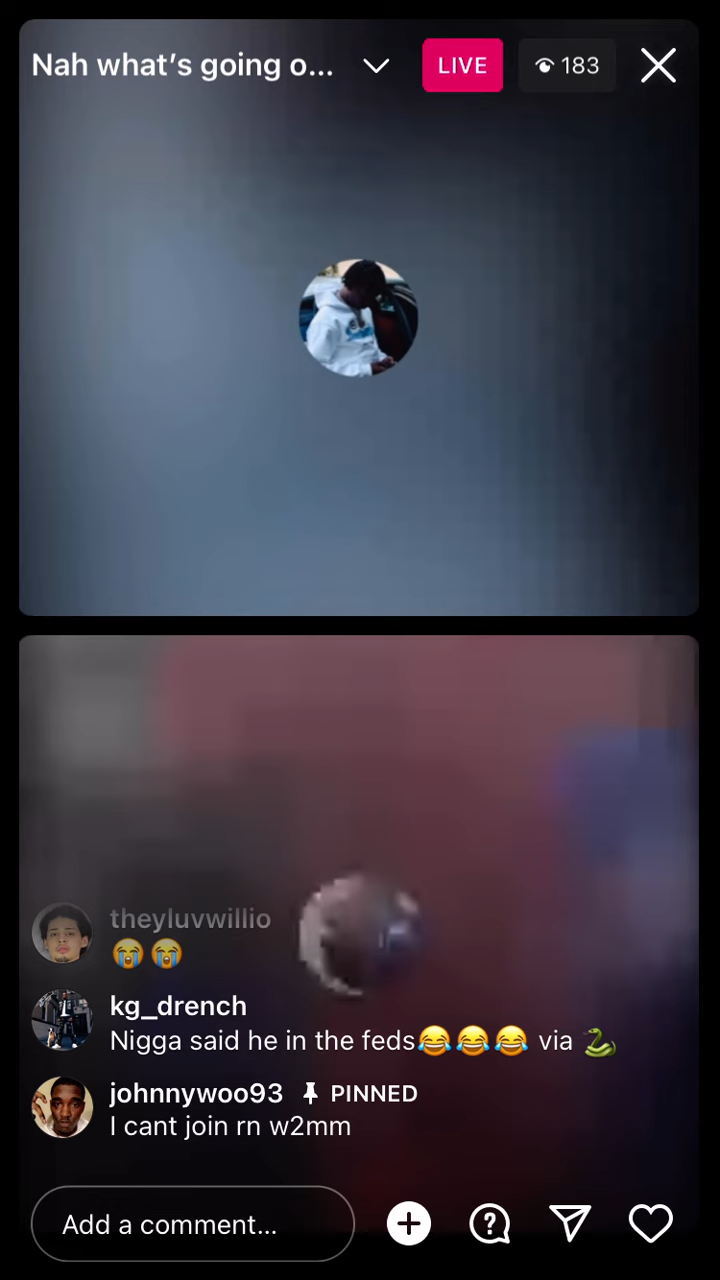 Nah what’s going o...
LIVE
183
theyluvwillio
😭😭
kg_drench
Nigga said he in the feds😂😂😂 via 🐍
johnnywoo93 PINNED
I cant join rn w2mm
Add a comment...